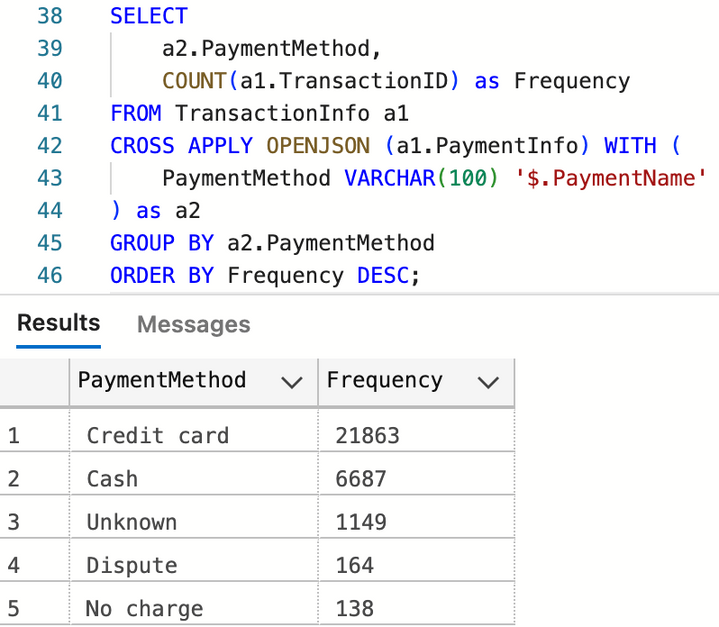 38 SELECT
39 a2.PaymentMethod,
40 COUNT(a1.TransactionID) as Frequency
41 FROM TransactionInfo a1
42 CROSS APPLY OPENJSON (a1.PaymentInfo) WITH (
43 PaymentMethod VARCHAR(100) '$.PaymentName'
44 ) as a2
45 GROUP BY a2.PaymentMethod
46 ORDER BY Frequency DESC;
Results Messages
PaymentMethod Frequency
1 Credit card 21863
2 Cash 6687
3 Unknown 1149
4 Dispute 164
5 No charge 138